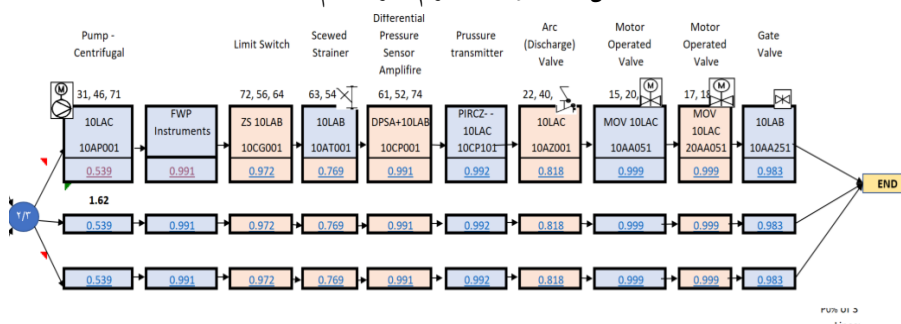 Pump -
Centrifugal
Limit Switch
Scewed
Strainer
Differential
Pressure
Sensor
Amplifire
Prussure
transmitter
Arc
(Discharge)
Valve
Motor
Operated
Valve
Motor
Operated
Valve
Gate
Valve
M
31, 46, 71
72, 56, 64
63, 54
61, 52, 74
22, 40,
15, 20,
M
17, 18
M
10LAC
10AP001
0.539
FWP
Instruments
0.991
ZS 10LAB
10CG001
0.972
10LAB
10AT001
0.769
DPSA+10LAB
10CP001
0.991
PIRCZ- -
10LAC
10CP101
0.992
10LAC
10AZ001
0.818
MOV 10LAC
10AA051
0.999
MOV
10LAC
20AA051
0.999
10LAB
10AA251
0.983
END
۲/۳
1.62
0.539 0.991 0.972 0.769 0.991 0.992 0.818 0.999 0.999 0.983
0.539 0.991 0.972 0.769 0.991 0.992 0.818 0.999 0.999 0.983